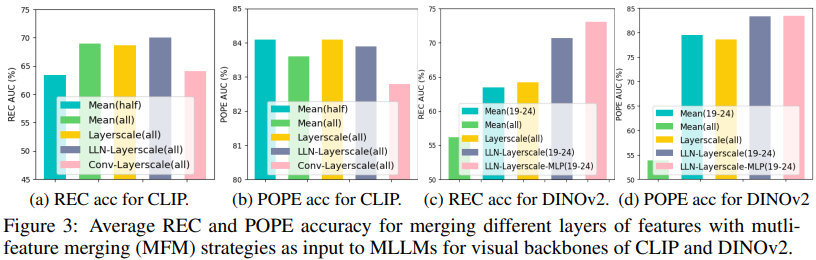 75
70
65
60
55
50
45
REC ACC (%)
Mean(half)
Mean(all)
Layerscale(all)
LLN-Layerscale(all)
Conv-Layerscale(all)
(a) REC acc for CLIP.
85
84
83
82
81
80
POPE ACC (%)
Mean(half)
Mean(all)
Layerscale(all)
LLN-Layerscale(all)
Conv-Layerscale(all)
(b) POPE acc for CLIP.
75
70
65
60
55
50
REC AUC (%)
Mean(19-24)
Mean(all)
Layerscale(all)
LLN-Layerscale(19-24)
LLN-Layerscale-MLP(19-24)
(c) REC acc for DINOv2.
85
80
75
70
65
60
55
50
POPE AUC (%)
Mean(19-24)
Mean(all)
Layerscale(all)
LLN-Layerscale(19-24)
LLN-Layerscale-MLP(19-24)
(d) POPE acc for DINOv2
Figure 3: Average REC and POPE accuracy for merging different layers of features with mutli-
feature merging (MFM) strategies as input to MLLMs for visual backbones of CLIP and DINOv2.